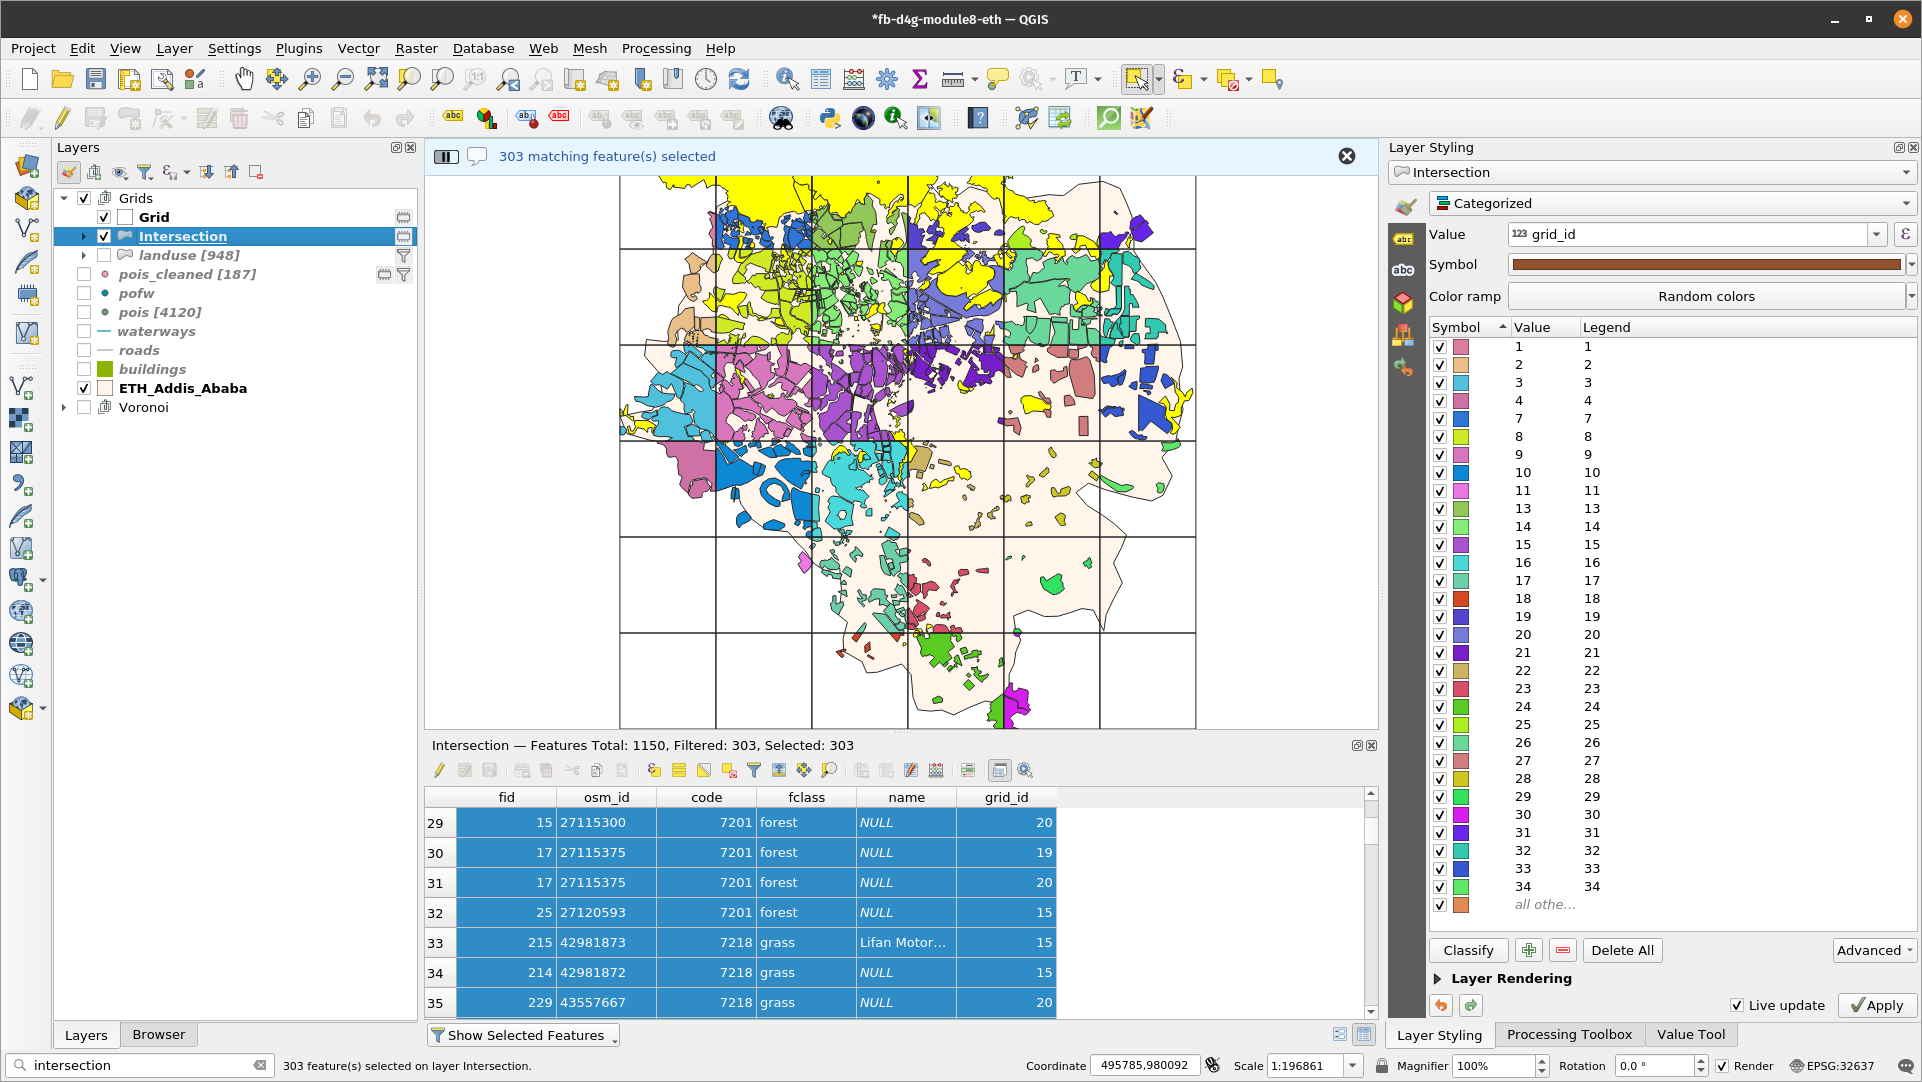 *fb-d4g-module8-eth — QGIS
Project Edit View Layer Settings Plugins Vector Raster Database Web Mesh Processing Help
Layers
Grids
Grid
Intersection
landuse [948]
pois_cleaned [187]
pofw
pois [4120]
waterways
roads
buildings
ETH_Addis_Ababa
Voronoi
Layers Browser
303 matching feature(s) selected
Intersection — Features Total: 1150, Filtered: 303, Selected: 303
fid osm_id code fclass name grid_id
29 15 27115300 7201 forest NULL 20
30 17 27115375 7201 forest NULL 19
31 17 27115375 7201 forest NULL 20
32 25 27120593 7201 forest NULL 15
33 215 42981873 7218 grass Lifan Motor... 15
34 214 42981872 7218 grass NULL 15
35 229 43557667 7218 grass NULL 20
Show Selected Features
Layer Styling
Intersection
Categorized
Value 123 grid_id ε
Symbol
Color ramp Random colors
Symbol Value Legend
1 1
2 2
3 3
4 4
7 7
8 8
9 9
10 10
11 11
13 13
14 14
15 15
16 16
17 17
18 18
19 19
20 20
21 21
22 22
23 23
24 24
25 25
26 26
27 27
28 28
29 29
30 30
31 31
32 32
33 33
34 34
all othe...
Classify Delete All Advanced
Layer Rendering
Live update Apply
Layer Styling Processing Toolbox Value Tool
intersection 303 feature(s) selected on layer Intersection. Coordinate 495785,980092 Scale 1:196861 Magnifier 100% Rotation 0.0 ° Render EPSG:32637